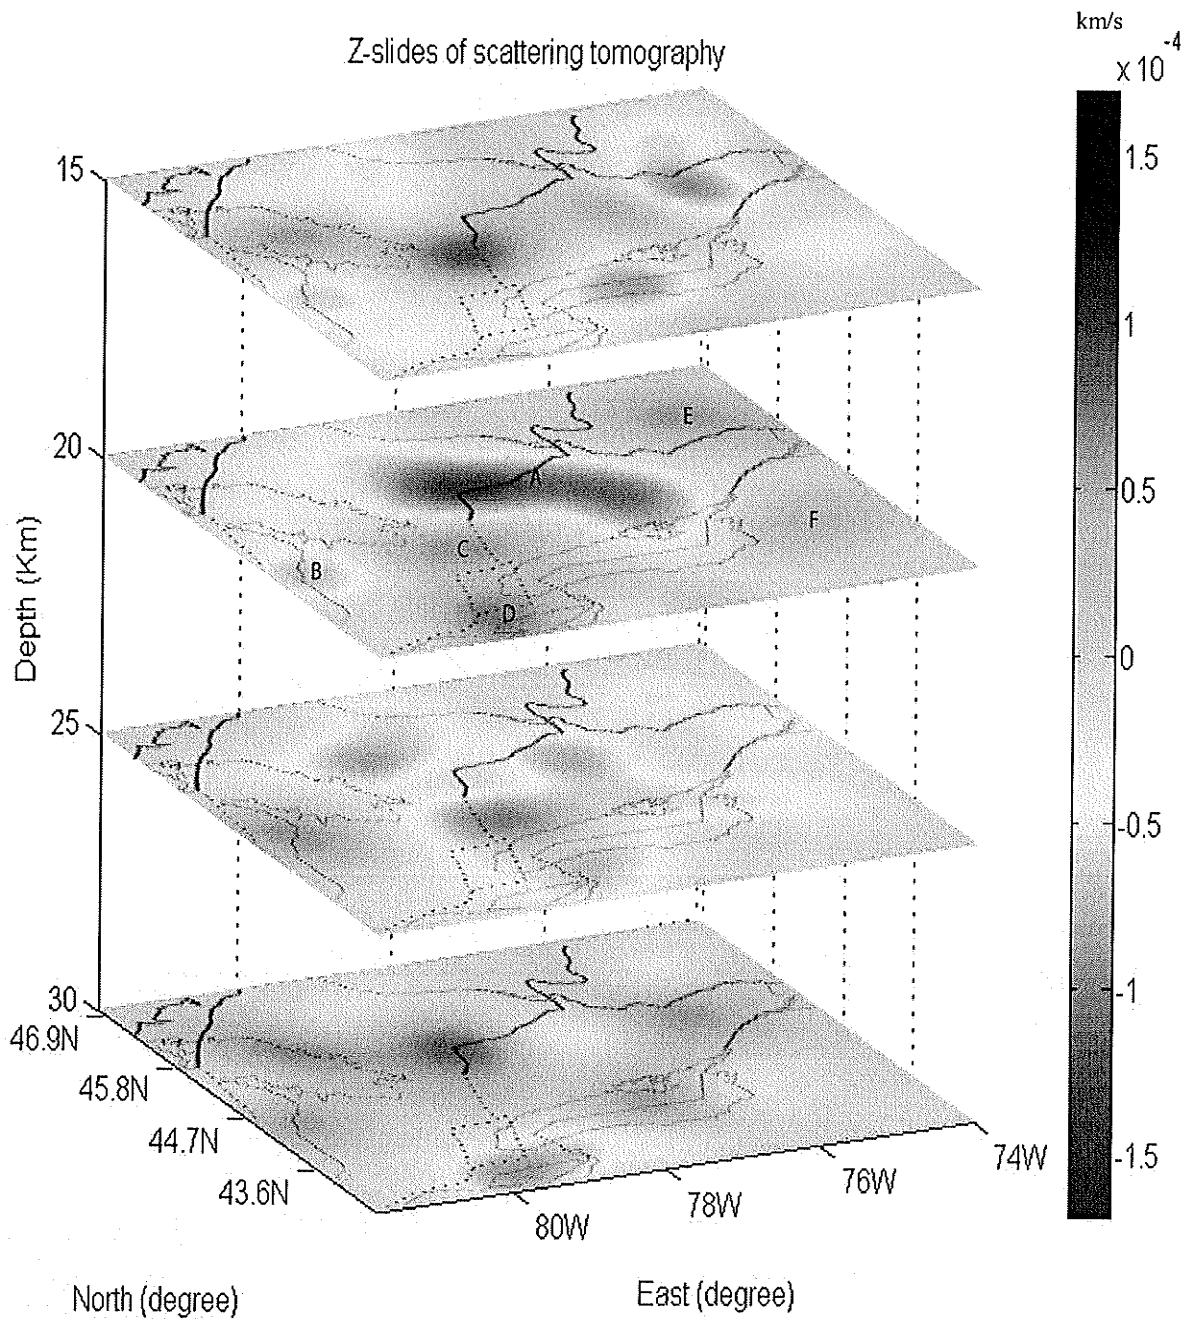 km/s
-4
x 10
Z-slides of scattering tomography
15
20
25
30
Depth (Km)
E
A
F
C
B
D
1.5
1
0.5
0
-0.5
-1
-1.5
46.9N
45.8N
44.7N
43.6N
80W
78W
76W
74W
North (degree)
East (degree)